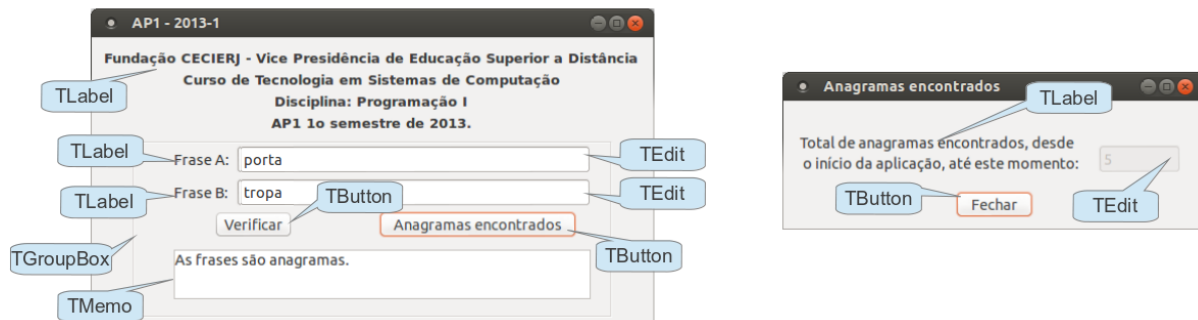 AP1 - 2013-1
Fundação CECIERJ - Vice Presidência de Educação Superior a Distância
Curso de Tecnologia em Sistemas de Computação
Disciplina: Programação I
AP1 1o semestre de 2013.
TLabel
TLabel
Frase A:
porta
TEdit
TLabel
Frase B:
tropa
TButton
TEdit
Verificar
Anagramas encontrados
TGroupBox
As frases são anagramas.
TButton
TMemo
Anagramas encontrados
TLabel
Total de anagramas encontrados, desde
o início da aplicação, até este momento:
5
TButton
Fechar
TEdit